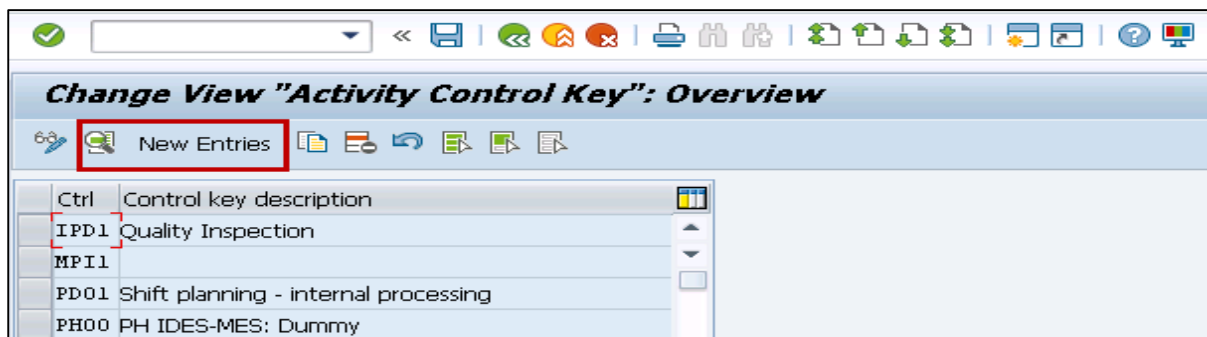 «
Change View "Activity Control Key": Overview
New Entries
Ctrl Control key description
IPD1 Quality Inspection
MPI1
PD01 Shift planning - internal processing
PH00 PH IDES-MES: Dummy